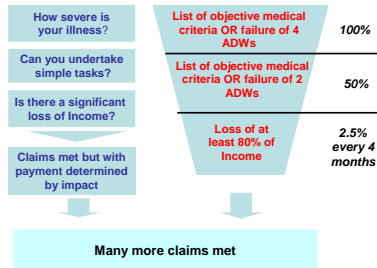 How severe is
your illness?
Can you undertake
simple tasks?
Is there a significant
loss of Income?
Claims met but with
payment determined
by impact
List of objective medical
criteria OR failure of 4
ADWs
100%
List of objective medical
criteria OR failure of 2
ADWs
50%
Loss of at
least 80% of
Income
2.5%
every 4
months
Many more claims met